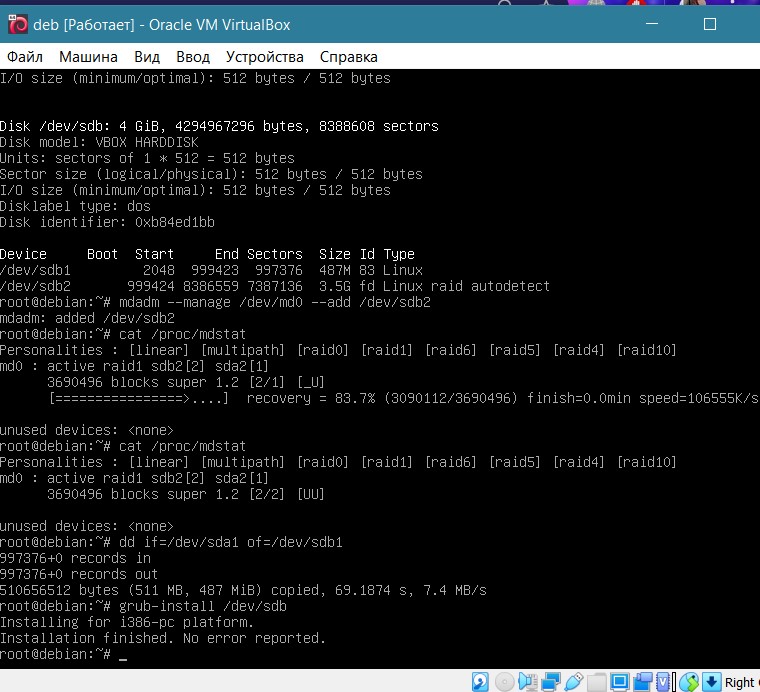 deb [Работает] - Oracle VM VirtualBox
Файл Машина Вид Ввод Устройства Справка
I/O size (minimum/optimal): 512 bytes / 512 bytes
Disk /dev/sdb: 4 GiB, 4294967296 bytes, 8388608 sectors
Disk model: VBOX HARDDISK
Units: sectors of 1 * 512 = 512 bytes
Sector size (logical/physical): 512 bytes / 512 bytes
I/O size (minimum/optimal): 512 bytes / 512 bytes
Disklabel type: dos
Disk identifier: 0xb84ed1bb
Device Boot Start End Sectors Size Id Type
/dev/sdb1 2048 999423 997376 487M 83 Linux
/dev/sdb2 999424 8386559 7387136 3.5G fd Linux raid autodetect
root@debian:~# mdadm --manage /dev/md0 --add /dev/sdb2
mdadm: added /dev/sdb2
root@debian:~# cat /proc/mdstat
Personalities : [linear] [multipath] [raid0] [raid1] [raid6] [raid5] [raid4] [raid10]
md0 : active raid1 sdb2[2] sda2[1]
3690496 blocks super 1.2 [2/1] [_U]
[================>....] recovery = 83.7% (3090112/3690496) finish=0.0min speed=106555K/s
unused devices: <none>
root@debian:~# cat /proc/mdstat
Personalities : [linear] [multipath] [raid0] [raid1] [raid6] [raid5] [raid4] [raid10]
md0 : active raid1 sdb2[2] sda2[1]
3690496 blocks super 1.2 [2/2] [UU]
unused devices: <none>
root@debian:~# dd if=/dev/sda1 of=/dev/sdb1
997376+0 records in
997376+0 records out
510656512 bytes (511 MB, 487 MiB) copied, 69.1874 s, 7.4 MB/s
root@debian:~# grub-install /dev/sdb
Installing for i386-pc platform.
Installation finished. No error reported.
root@debian:~# _
Right